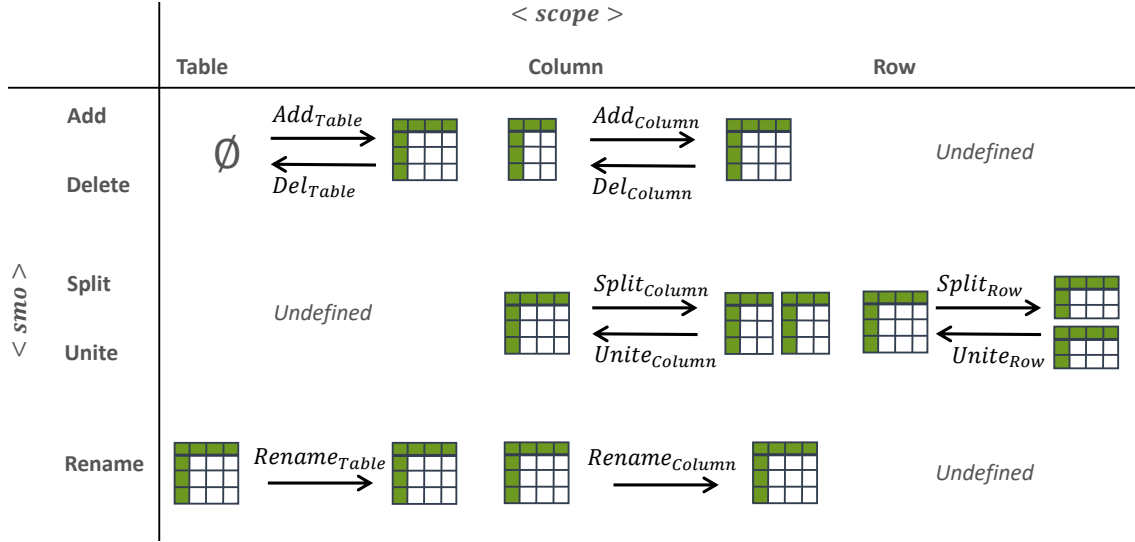 < scope >
Table Column Row
Add
Add_Table Add_Column
∅
Undefined
Delete
Del_Table Del_Column
< smo >
Split
Split_Column Split_Row
Undefined
Unite
Unite_Column Unite_Row
Rename
Rename_Table Rename_Column
Undefined